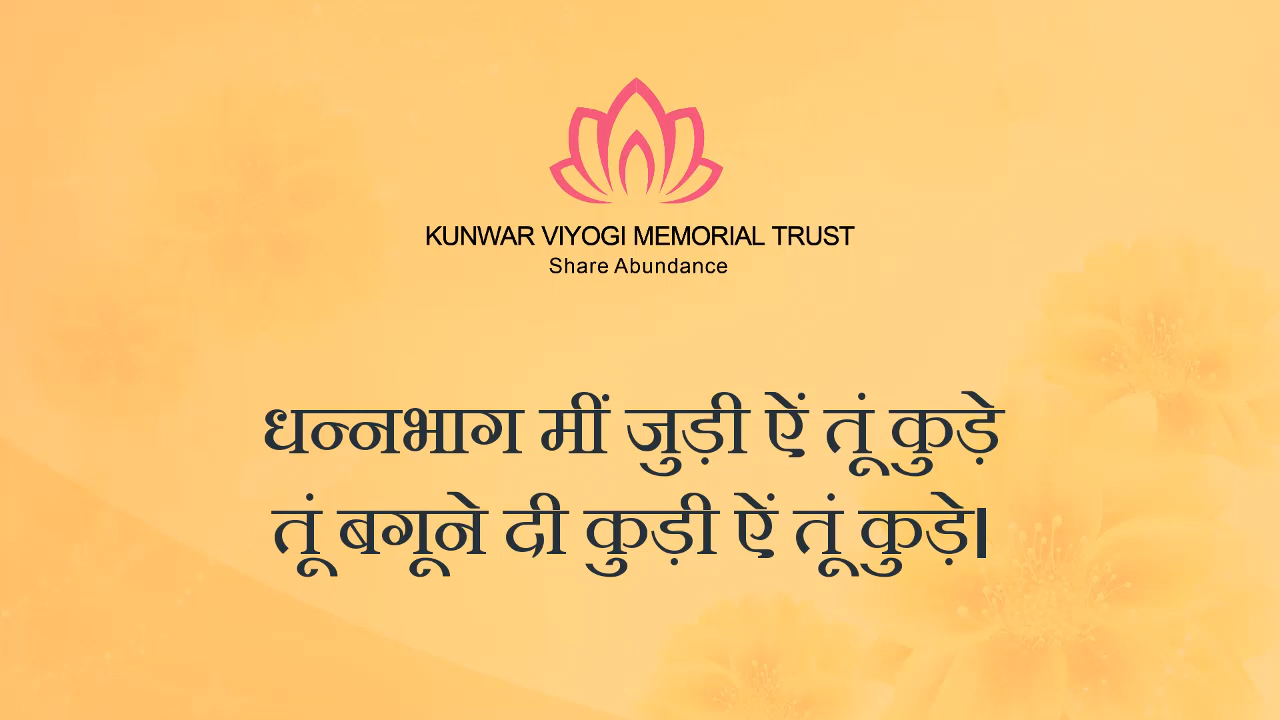 KUNWAR VIYOGI MEMORIAL TRUST
Share Abundance
धन्नभाग मीं जुड़ी ऐं तूं कुड़े
तूं बगूने दी कुड़ी ऐं तूं कुड़े।